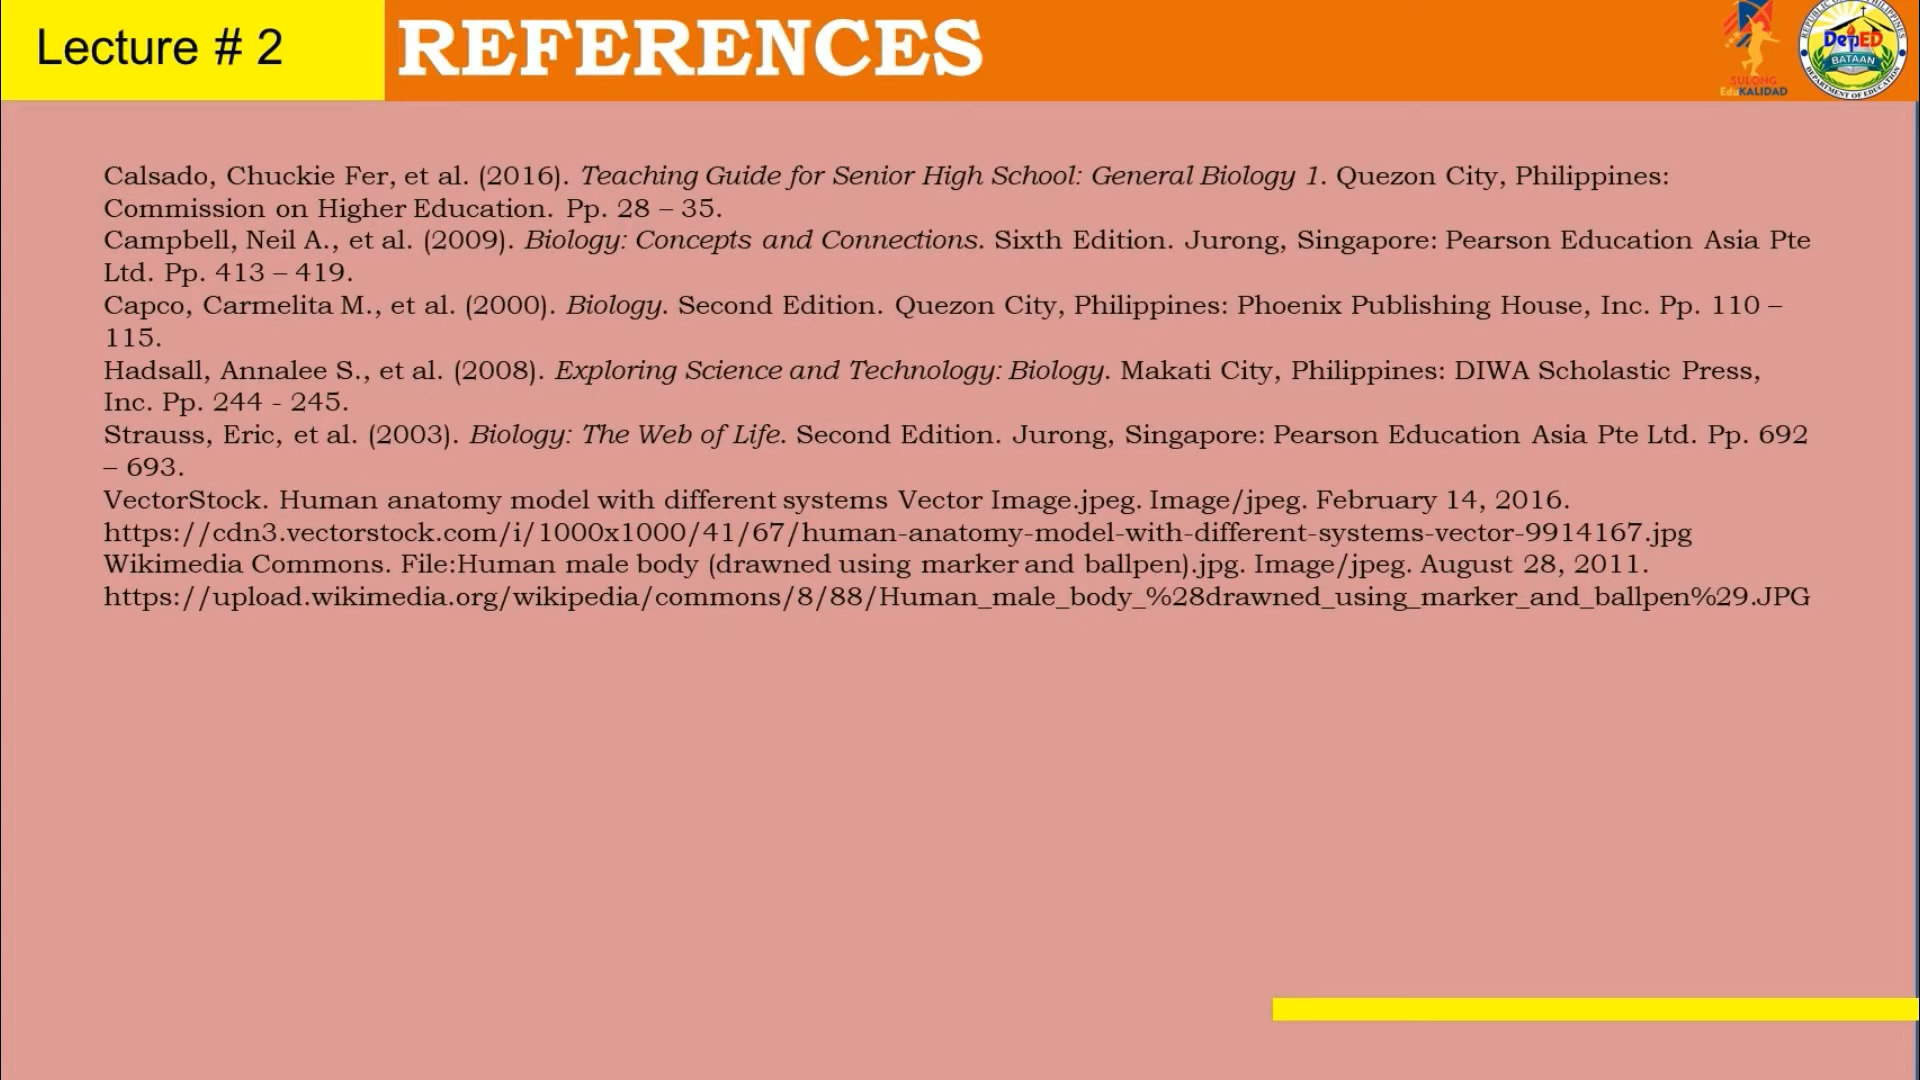 Lecture # 2
REFERENCES
SULONG
EduKALIDAD
REPUBLIC OF THE PHILIPPINES
DepED
BATAAN
DEPARTMENT OF EDUCATION
Calsado, Chuckie Fer, et al. (2016). Teaching Guide for Senior High School: General Biology 1. Quezon City, Philippines:
Commission on Higher Education. Pp. 28 – 35.
Campbell, Neil A., et al. (2009). Biology: Concepts and Connections. Sixth Edition. Jurong, Singapore: Pearson Education Asia Pte
Ltd. Pp. 413 – 419.
Capco, Carmelita M., et al. (2000). Biology. Second Edition. Quezon City, Philippines: Phoenix Publishing House, Inc. Pp. 110 –
115.
Hadsall, Annalee S., et al. (2008). Exploring Science and Technology: Biology. Makati City, Philippines: DIWA Scholastic Press,
Inc. Pp. 244 - 245.
Strauss, Eric, et al. (2003). Biology: The Web of Life. Second Edition. Jurong, Singapore: Pearson Education Asia Pte Ltd. Pp. 692
– 693.
VectorStock. Human anatomy model with different systems Vector Image.jpeg. Image/jpeg. February 14, 2016.
https://cdn3.vectorstock.com/i/1000x1000/41/67/human-anatomy-model-with-different-systems-vector-9914167.jpg
Wikimedia Commons. File:Human male body (drawned using marker and ballpen).jpg. Image/jpeg. August 28, 2011.
https://upload.wikimedia.org/wikipedia/commons/8/88/Human_male_body_%28drawned_using_marker_and_ballpen%29.JPG